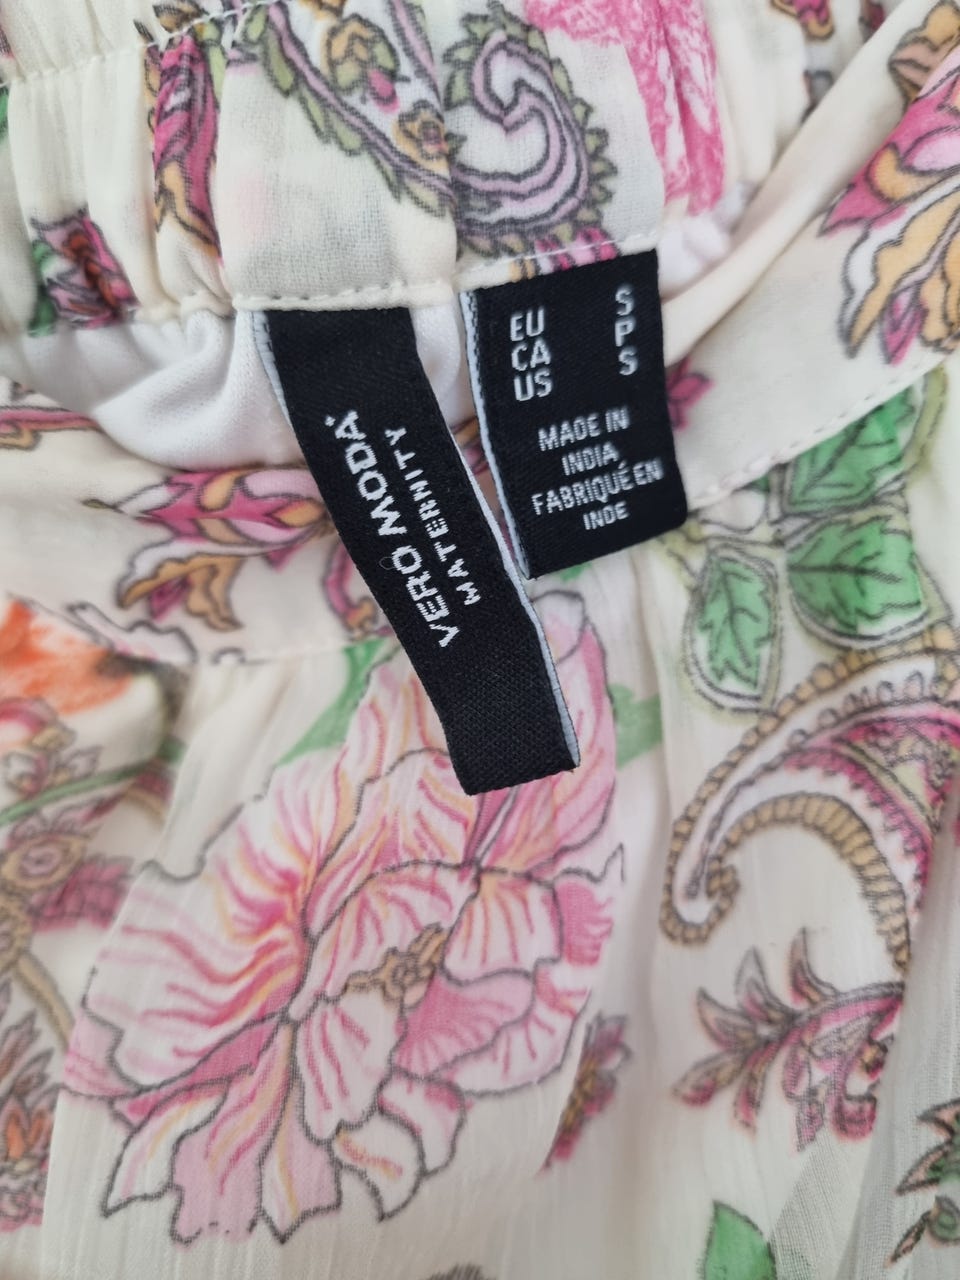 VERO MODA
MATERNITY
EU S
CA P
US S
MADE IN
INDIA
FABRIQUÉ EN
INDE